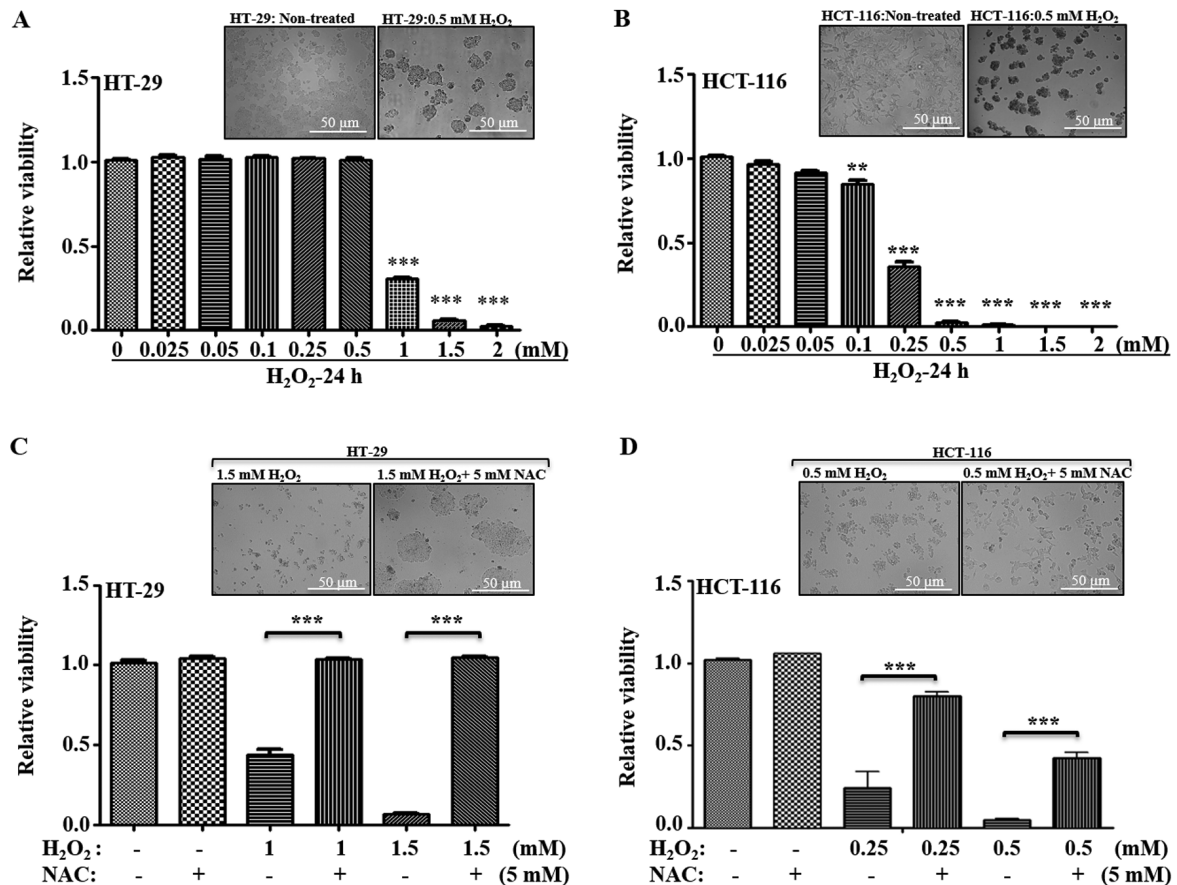 A
HT-29: Non-treated
HT-29:0.5 mM H₂O₂
50 µm
50 µm
HT-29
Relative viability
1.5
1.0
0.5
0.0
***
***
***
0 0.025 0.05 0.1 0.25 0.5 1 1.5 2 (mM)
H₂O₂-24 h
B
HCT-116:Non-treated
HCT-116:0.5 mM H₂O₂
50 µm
50 µm
HCT-116
Relative viability
1.5
1.0
0.5
0.0
**
***
***
***
***
***
0 0.025 0.05 0.1 0.25 0.5 1 1.5 2 (mM)
H₂O₂-24 h
C
HT-29
1.5 mM H₂O₂
1.5 mM H₂O₂+ 5 mM NAC
50 µm
50 µm
HT-29
Relative viability
1.5
1.0
0.5
0.0
***
***
H₂O₂ : - - 1 1 1.5 1.5 (mM)
NAC: - + - + - + (5 mM)
D
HCT-116
0.5 mM H₂O₂
0.5 mM H₂O₂+ 5 mM NAC
50 µm
50 µm
HCT-116
Relative viability
1.5
1.0
0.5
0.0
***
***
H₂O₂: - - 0.25 0.25 0.5 0.5 (mM)
NAC: - + - + - + (5 mM)